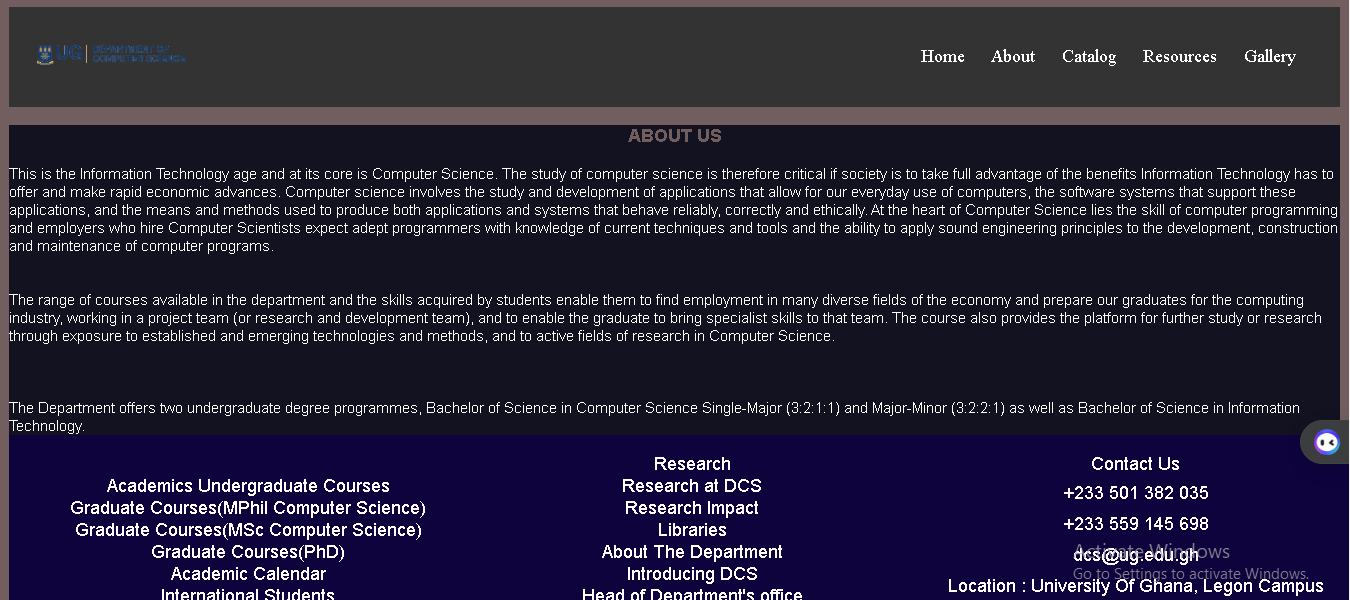 UG | DEPARTMENT OF
COMPUTER SCIENCE
Home About Catalog Resources Gallery
ABOUT US
This is the Information Technology age and at its core is Computer Science. The study of computer science is therefore critical if society is to take full advantage of the benefits Information Technology has to
offer and make rapid economic advances. Computer science involves the study and development of applications that allow for our everyday use of computers, the software systems that support these
applications, and the means and methods used to produce both applications and systems that behave reliably, correctly and ethically. At the heart of Computer Science lies the skill of computer programming
and employers who hire Computer Scientists expect adept programmers with knowledge of current techniques and tools and the ability to apply sound engineering principles to the development, construction
and maintenance of computer programs.
The range of courses available in the department and the skills acquired by students enable them to find employment in many diverse fields of the economy and prepare our graduates for the computing
industry, working in a project team (or research and development team), and to enable the graduate to bring specialist skills to that team. The course also provides the platform for further study or research
through exposure to established and emerging technologies and methods, and to active fields of research in Computer Science.
The Department offers two undergraduate degree programmes, Bachelor of Science in Computer Science Single-Major (3:2:1:1) and Major-Minor (3:2:2:1) as well as Bachelor of Science in Information
Technology.
Academics Undergraduate Courses
Graduate Courses(MPhil Computer Science)
Graduate Courses(MSc Computer Science)
Graduate Courses(PhD)
Academic Calendar
International Students
Research
Research at DCS
Research Impact
Libraries
About The Department
Introducing DCS
Head of Department's office
Contact Us
+233 501 382 035
+233 559 145 698
dcs@ug.edu.gh
Location : University Of Ghana, Legon Campus
Activate Windows
Go to Settings to activate Windows.